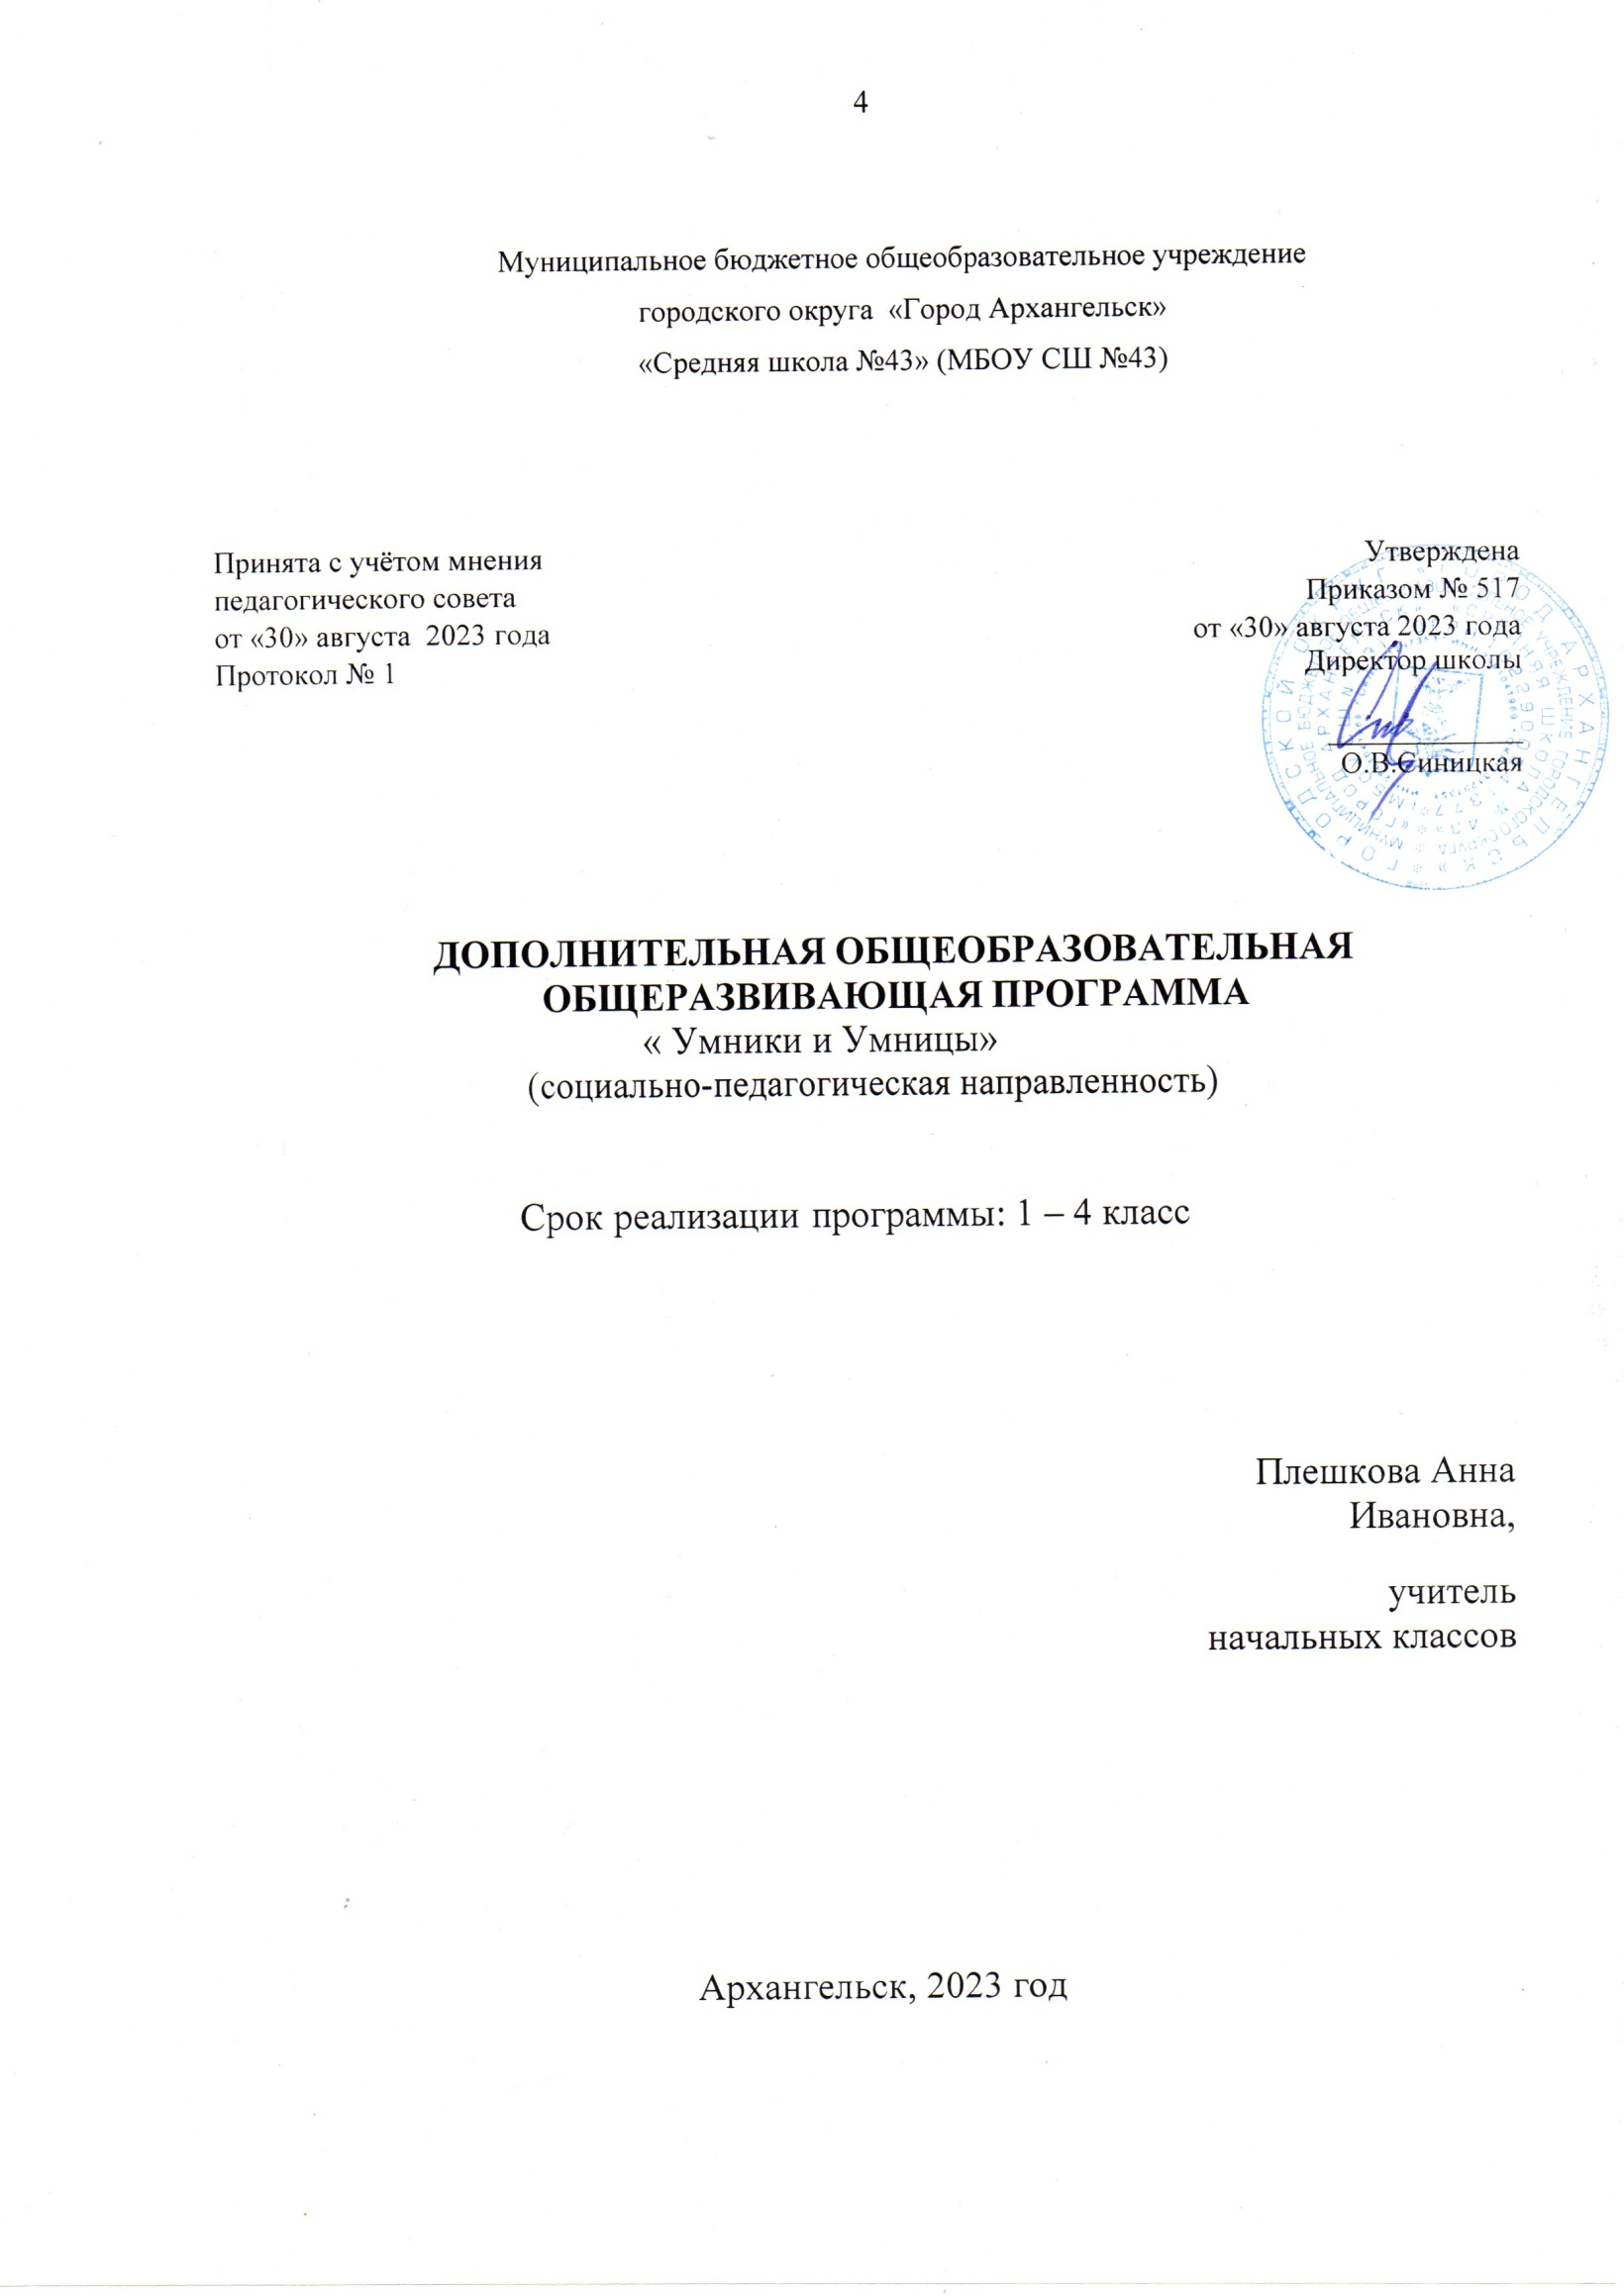 4
Муниципальное бюджетное общеобразовательное учреждение
городского округа «Город Архангельск»
«Средняя школа №43» (МБОУ СШ №43)
Принята с учётом мнения
педагогического совета
от «30» августа 2023 года
Протокол № 1
Утверждена
Приказом № 517
от «30» августа 2023 года
Директор школы
О.В.Синицкая
ДОПОЛНИТЕЛЬНАЯ ОБЩЕОБРАЗОВАТЕЛЬНАЯ
ОБЩЕРАЗВИВАЮЩАЯ ПРОГРАММА
« Умники и Умницы»
(социально-педагогическая направленность)
Срок реализации программы: 1 – 4 класс
Плешкова Анна
Ивановна,
учитель
начальных классов
Архангельск, 2023 год